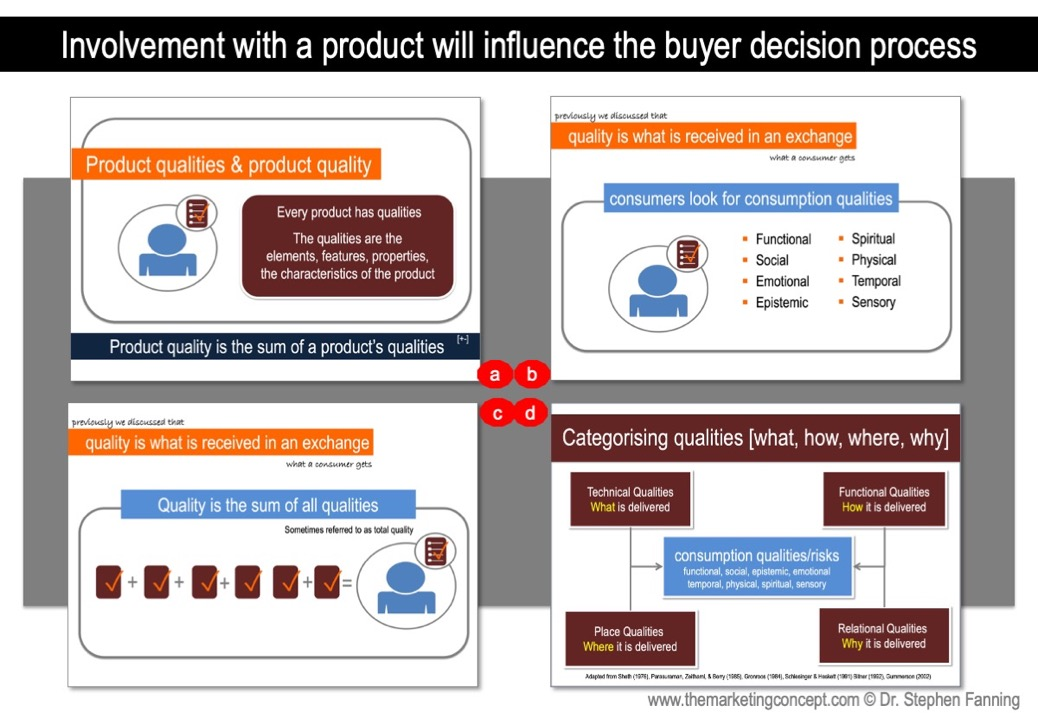 Involvement with a product will influence the buyer decision process
Product qualities & product quality
Every product has qualities
The qualities are the
elements, features, properties,
the characteristics of the product
Product quality is the sum of a product's qualities [+-]
a
previously we discussed that
quality is what is received in an exchange
what a consumer gets
consumers look for consumption qualities
Functional
Social
Emotional
Epistemic
Spiritual
Physical
Temporal
Sensory
b
previously we discussed that
quality is what is received in an exchange
what a consumer gets
Quality is the sum of all qualities
Sometimes referred to as total quality
+ + + + =
c
d
Categorising qualities [what, how, where, why]
Technical Qualities
What is delivered
Functional Qualities
How it is delivered
consumption qualities/risks
functional, social, epistemic, emotional
temporal, physical, spiritual, sensory
Place Qualities
Where it is delivered
Relational Qualities
Why it is delivered
Adapted from Sheth (1976), Parasuraman, Zeithaml, & Berry (1985), Gronroos (1984), Schlesinger & Heskett (1991) Bitner (1992), Gummerson (2002)
www.themarketingconcept.com © Dr. Stephen Fanning